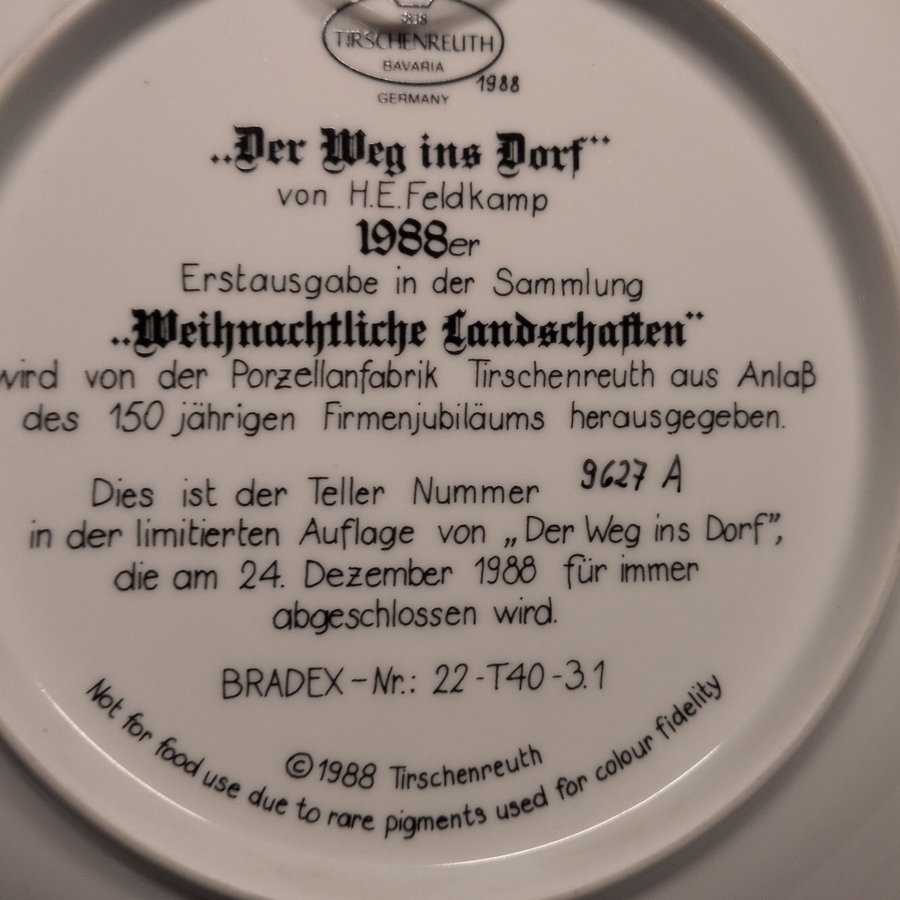 1838
TIRSCHENREUTH
BAVARIA
GERMANY
1988
„Der Weg ins Dorf"
von H.E.Feldkamp
1988er
Erstausgabe in der Sammlung
„Weihnachtliche Landschaften"
wird von der Porzellanfabrik Tirschenreuth aus Anlaß
des 150 jährigen Firmenjubiläums herausgegeben.
Dies ist der Teller Nummer 9627 A
in der limitierten Auflage von „Der Weg ins Dorf",
die am 24. Dezember 1988 für immer
abgeschlossen wird.
BRADEX-Nr.: 22-T40-3.1
©1988 Tirschenreuth
Not for food use due to rare pigments used for colour fidelity